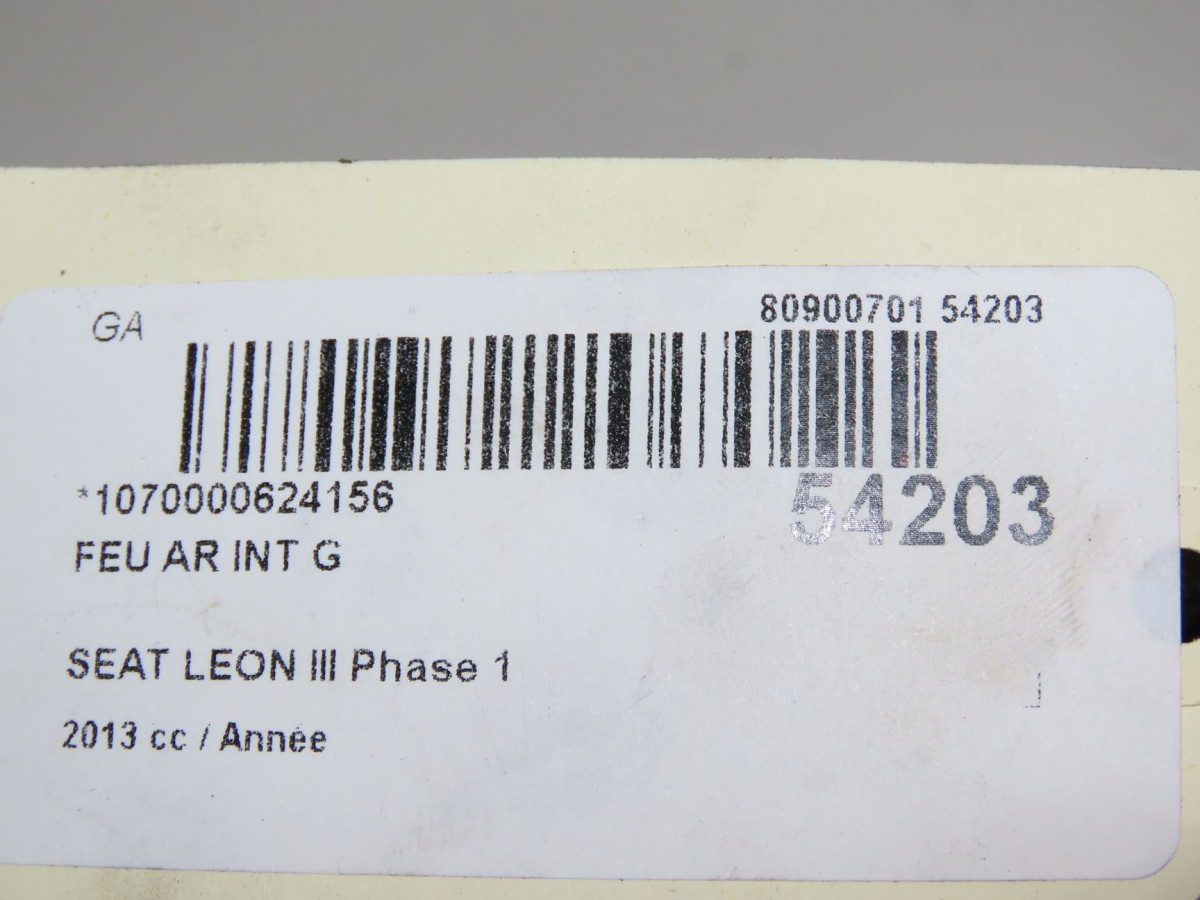 GA
80900701 54203
*1070000624156
54203
FEU AR INT G
SEAT LEON III Phase 1
2013 cc / Année